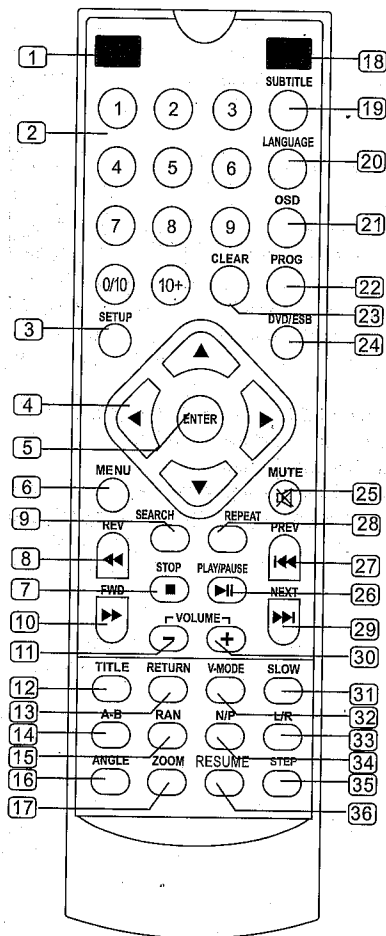 1 18
SUBTITLE
1 2 3 19
2
LANGUAGE
4 5 6 20
OSD
7 8 9 21
CLEAR PROG
0/10 10+ 22
SETUP 23 DVD/ESB
3 24
4
ENTER
5
MENU MUTE
6 25
9 SEARCH REPEAT 28
REV PREV
8 27
STOP PLAY/PAUSE
7 26
FWD NEXT
10 29
VOLUME
11 − + 30
TITLE RETURN V-MODE SLOW
12 31
13 32
A-B RAN N/P L/R
14 33
15 34
ANGLE ZOOM RESUME STEP
16 35
17 36